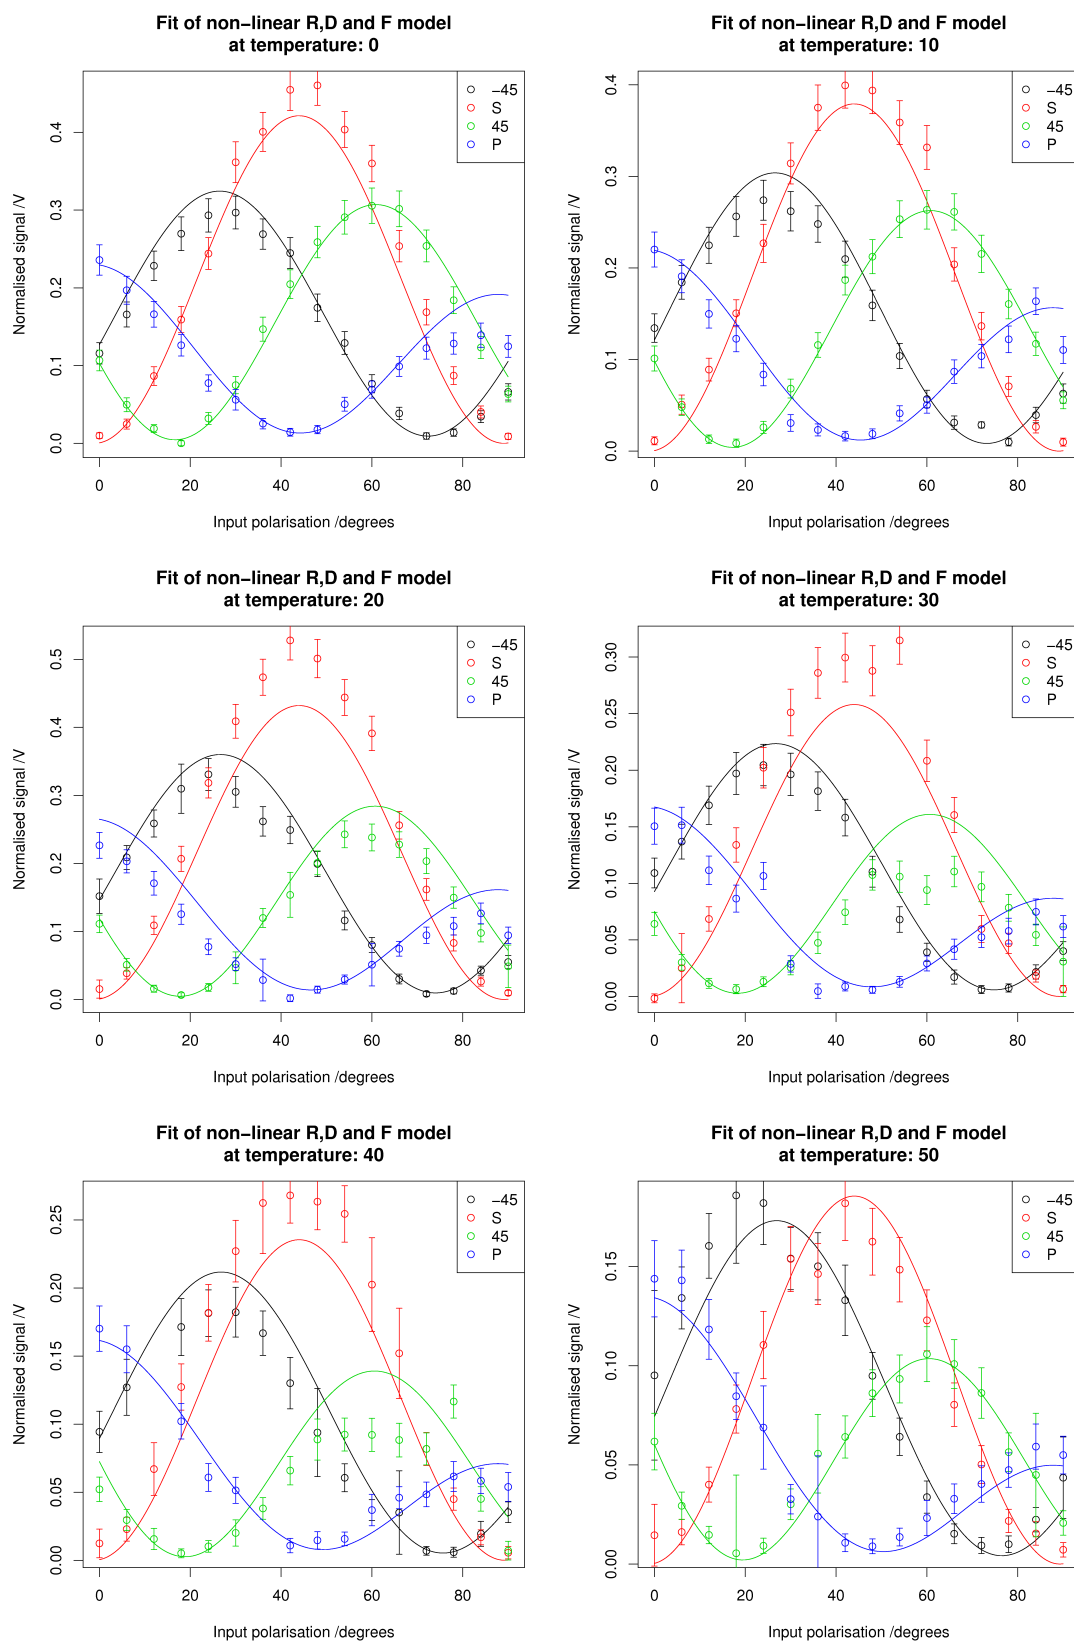 Fit of non−linear R,D and F model
at temperature: 0
Normalised signal /V
0.0 0.1 0.2 0.3 0.4
0 20 40 60 80
Input polarisation /degrees
−45
S
45
P
Fit of non−linear R,D and F model
at temperature: 10
Normalised signal /V
0.0 0.1 0.2 0.3 0.4
0 20 40 60 80
Input polarisation /degrees
−45
S
45
P
Fit of non−linear R,D and F model
at temperature: 20
Normalised signal /V
0.0 0.1 0.2 0.3 0.4 0.5
0 20 40 60 80
Input polarisation /degrees
−45
S
45
P
Fit of non−linear R,D and F model
at temperature: 30
Normalised signal /V
0.00 0.05 0.10 0.15 0.20 0.30
0 20 40 60 80
Input polarisation /degrees
−45
S
45
P
Fit of non−linear R,D and F model
at temperature: 40
Normalised signal /V
0.00 0.05 0.10 0.15 0.20 0.25
0 20 40 60 80
Input polarisation /degrees
−45
S
45
P
Fit of non−linear R,D and F model
at temperature: 50
Normalised signal /V
0.00 0.05 0.10 0.15
0 20 40 60 80
Input polarisation /degrees
−45
S
45
P